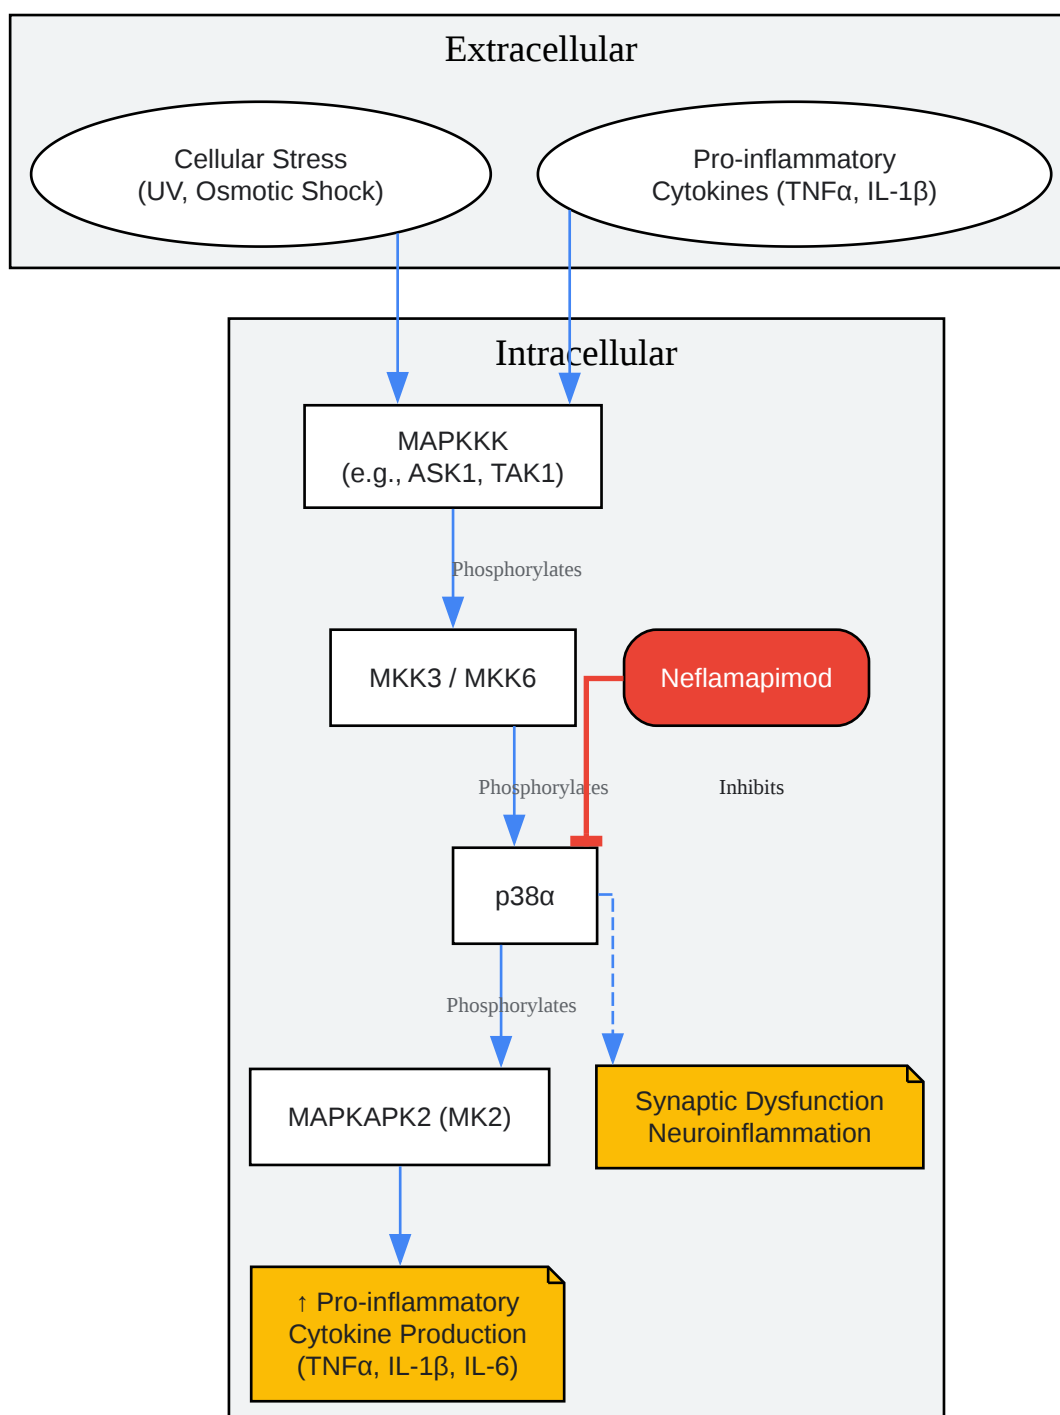 Extracellular
Cellular Stress
(UV, Osmotic Shock)
Pro-inflammatory
Cytokines (TNFα, IL-1β)
Intracellular
MAPKKK
(e.g., ASK1, TAK1)
Phosphorylates
MKK3 / MKK6
Neflamapimod
Phosphorylates
Inhibits
p38α
Phosphorylates
MAPKAPK2 (MK2)
Synaptic Dysfunction
Neuroinflammation
↑ Pro-inflammatory
Cytokine Production
(TNFα, IL-1β, IL-6)